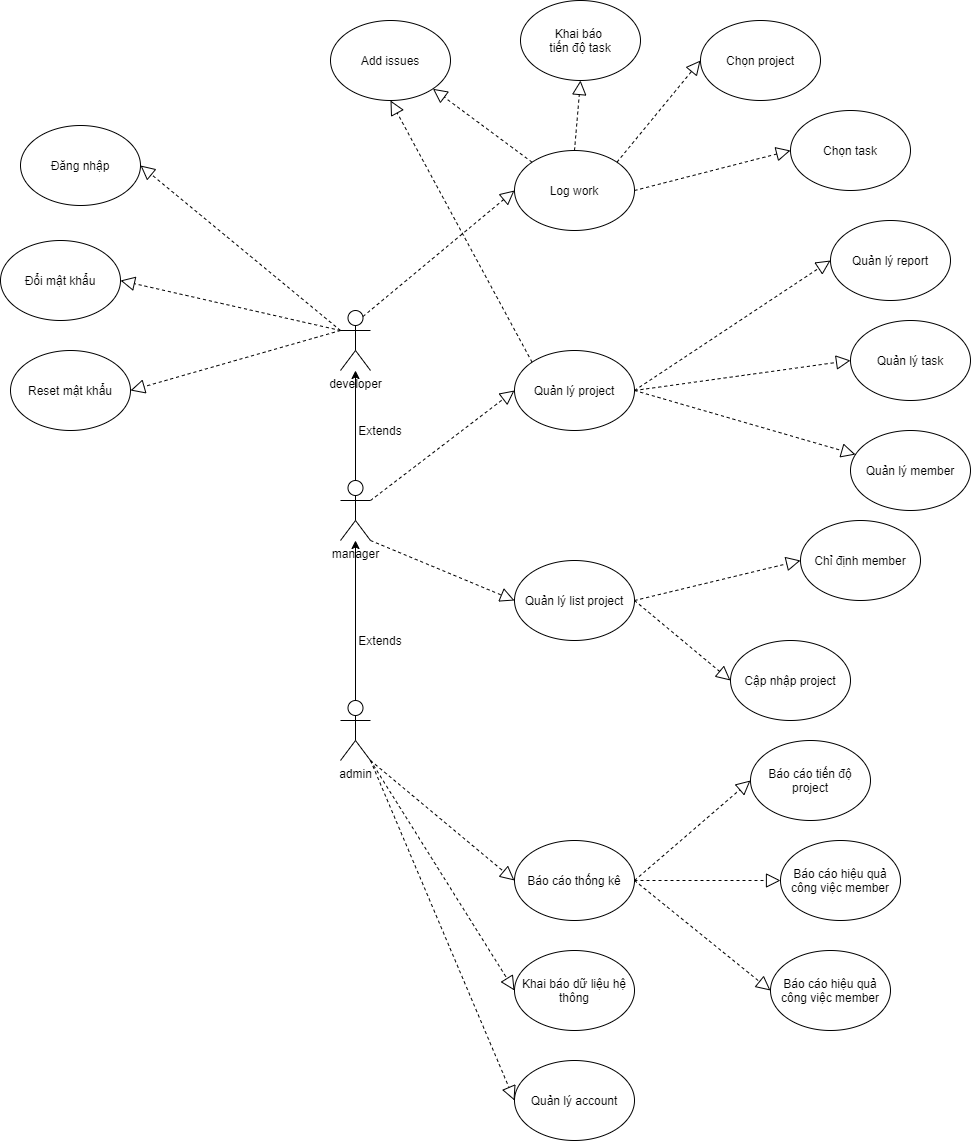 Khai báo
tiến độ task
Add issues
Chọn project
Chọn task
Đăng nhập
Log work
Quản lý report
Đổi mật khẩu
Quản lý task
Reset mật khẩu
developer
Quản lý project
Extends
Quản lý member
manager
Chỉ định member
Quản lý list project
Extends
Cập nhập project
admin
Báo cáo tiến độ
project
Báo cáo thống kê
Báo cáo hiệu quả
công việc member
Khai báo dữ liệu hệ
thông
Báo cáo hiệu quả
công việc member
Quản lý account